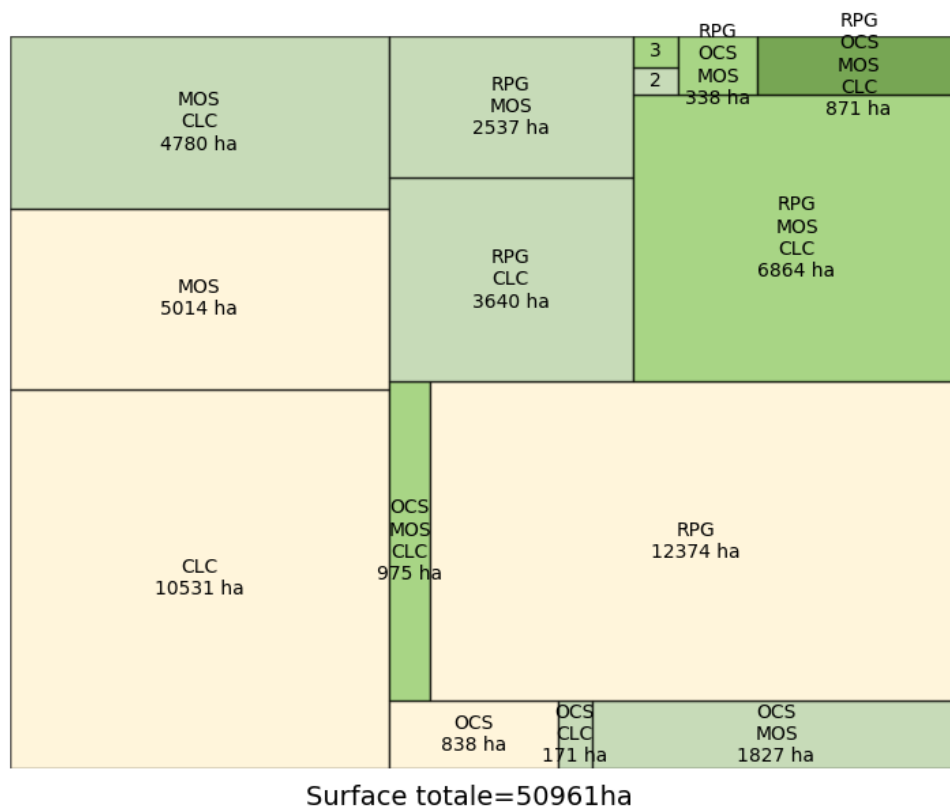 MOS
CLC
4780 ha
RPG
MOS
2537 ha
3
2
RPG
OCS
MOS
338 ha
RPG
OCS
MOS
CLC
871 ha
MOS
5014 ha
RPG
CLC
3640 ha
RPG
MOS
CLC
6864 ha
CLC
10531 ha
OCS
MOS
CLC
975 ha
RPG
12374 ha
OCS
838 ha
OCS
CLC
171 ha
OCS
MOS
1827 ha
Surface totale=50961ha